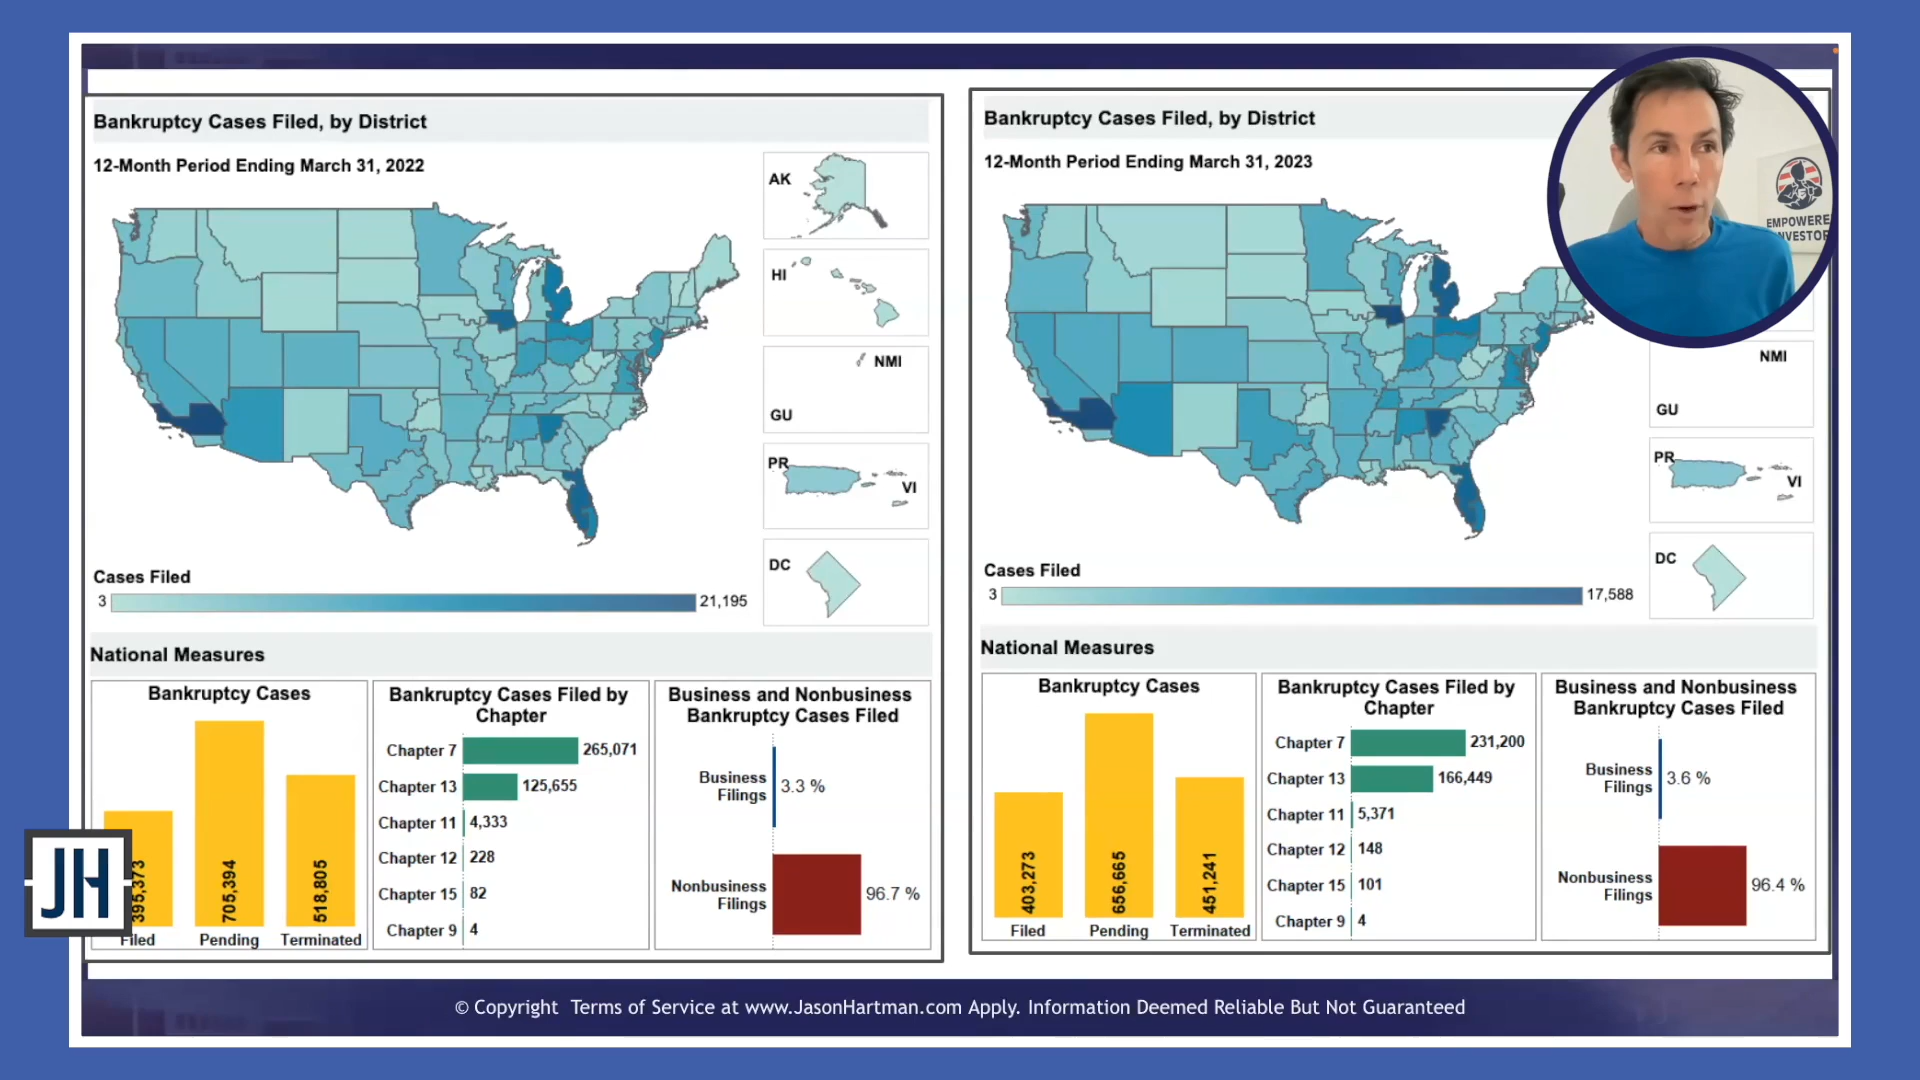 Bankruptcy Cases Filed, by District
12-Month Period Ending March 31, 2022
AK
HI
NMI
GU
PR
VI
DC
Cases Filed
3
21,195
National Measures
Bankruptcy Cases
395,373
705,394
518,805
Filed
Pending
Terminated
Bankruptcy Cases Filed by
Chapter
Chapter 7 265,071
Chapter 13 125,655
Chapter 11 4,333
Chapter 12 228
Chapter 15 82
Chapter 9 4
Business and Nonbusiness
Bankruptcy Cases Filed
Business
Filings
3.3 %
Nonbusiness
Filings
96.7 %
Bankruptcy Cases Filed, by District
12-Month Period Ending March 31, 2023
NMI
GU
PR
VI
DC
Cases Filed
3
17,588
National Measures
Bankruptcy Cases
403,273
656,665
451,241
Filed
Pending
Terminated
Bankruptcy Cases Filed by
Chapter
Chapter 7 231,200
Chapter 13 166,449
Chapter 11 5,371
Chapter 12 148
Chapter 15 101
Chapter 9 4
Business and Nonbusiness
Bankruptcy Cases Filed
Business
Filings
3.6 %
Nonbusiness
Filings
96.4 %
EMPOWERE
NVESTOR
JH
© Copyright Terms of Service at www.JasonHartman.com Apply. Information Deemed Reliable But Not Guaranteed